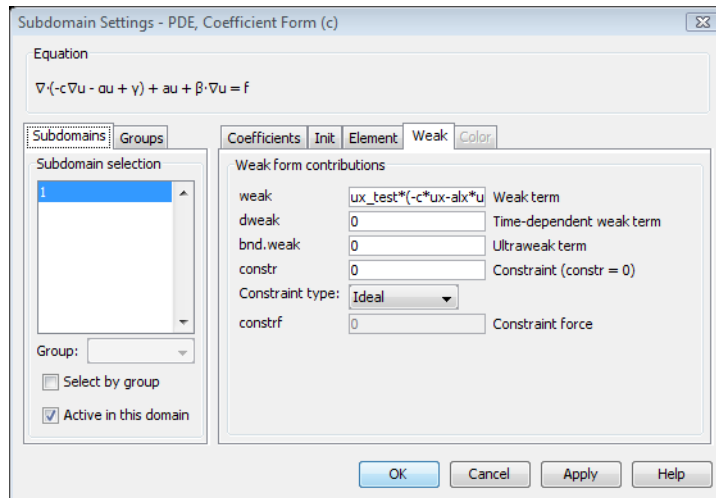 Subdomain Settings - PDE, Coefficient Form (c)
Equation
∇·(-c∇u - αu + γ) + au + β·∇u = f
Subdomains Groups
Subdomain selection
1
Group:
Select by group
Active in this domain
Coefficients Init Element Weak Color
Weak form contributions
weak ux_test*(-c*ux-alx*u Weak term
dweak 0 Time-dependent weak term
bnd.weak 0 Ultraweak term
constr 0 Constraint (constr = 0)
Constraint type: Ideal
constrf 0 Constraint force
OK Cancel Apply Help